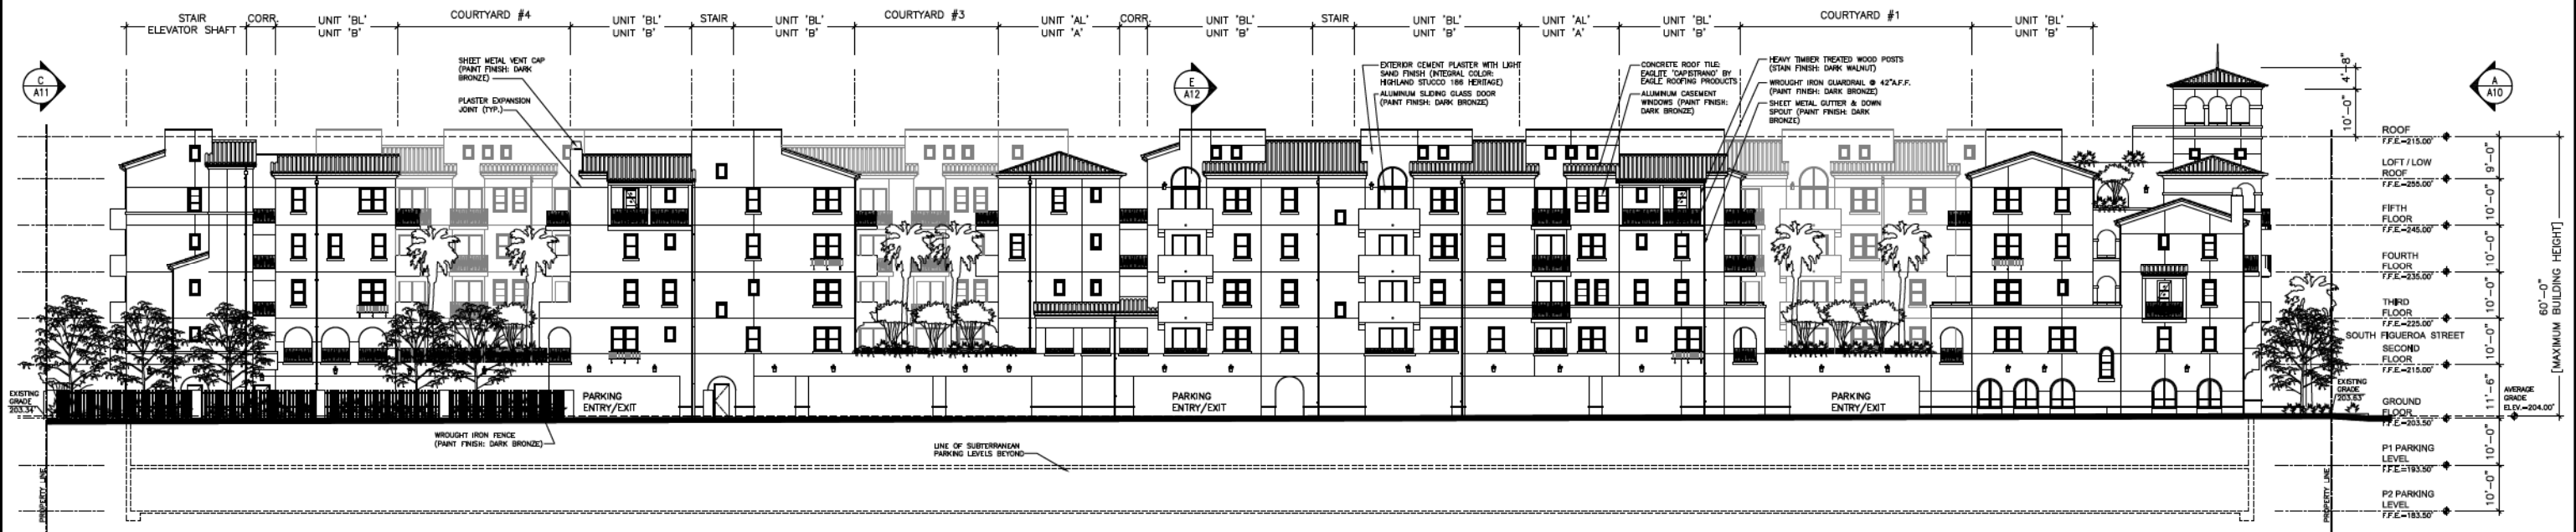 STAIR
ELEVATOR SHAFT
CORR.
UNIT 'BL'
UNIT 'B'
COURTYARD #4
UNIT 'BL'
UNIT 'B'
STAIR
UNIT 'BL'
UNIT 'B'
COURTYARD #3
UNIT 'AL'
UNIT 'A'
CORR.
UNIT 'BL'
UNIT 'B'
STAIR
UNIT 'BL'
UNIT 'B'
UNIT 'AL'
UNIT 'A'
UNIT 'BL'
UNIT 'B'
COURTYARD #1
UNIT 'BL'
UNIT 'B'
C
A11
SHEET METAL VENT CAP
(PAINT FINISH: DARK
BRONZE)
PLASTER EXPANSION
JOINT (TYP.)
E
A12
EXTERIOR CEMENT PLASTER WITH LIGHT
SAND FINISH (INTEGRAL COLOR:
HIGHLAND STUCCO 186 HERITAGE)
ALUMINUM SLIDING GLASS DOOR
(PAINT FINISH: DARK BRONZE)
CONCRETE ROOF TILE:
EAGLITE 'CAPISTRANO' BY
EAGLE ROOFING PRODUCTS
ALUMINUM CASEMENT
WINDOWS (PAINT FINISH:
DARK BRONZE)
HEAVY TIMBER TREATED WOOD POSTS
(STAIN FINISH: DARK WALNUT)
WROUGHT IRON GUARDRAIL @ 42"A.F.F.
(PAINT FINISH: DARK BRONZE)
SHEET METAL GUTTER & DOWN
SPOUT (PAINT FINISH: DARK
BRONZE)
A
A10
4'-8"
10'-0"
ROOF
F.F.E.=215.00'
9'-0"
LOFT / LOW
ROOF
F.F.E.=255.00'
10'-0"
FIFTH
FLOOR
F.F.E.=245.00'
10'-0"
FOURTH
FLOOR
F.F.E.=235.00'
10'-0"
THIRD
FLOOR
F.F.E.=225.00'
SOUTH FIGUEROA STREET
10'-0"
SECOND
FLOOR
F.F.E.=215.00'
11'-6"
GROUND
FLOOR
F.F.E.=203.50'
10'-0"
P1 PARKING
LEVEL
F.F.E.=193.50'
10'-0"
P2 PARKING
LEVEL
F.F.E.=183.50'
60'-0"
[MAXIMUM BUILDING HEIGHT]
AVERAGE
GRADE
ELEV.=204.00'
EXISTING
GRADE
203.63'
EXISTING
GRADE
203.34'
PARKING
ENTRY/EXIT
PARKING
ENTRY/EXIT
PARKING
ENTRY/EXIT
WROUGHT IRON FENCE
(PAINT FINISH: DARK BRONZE)
LINE OF SUBTERRANEAN
PARKING LEVELS BEYOND
PROPERTY LINE
PROPERTY LINE